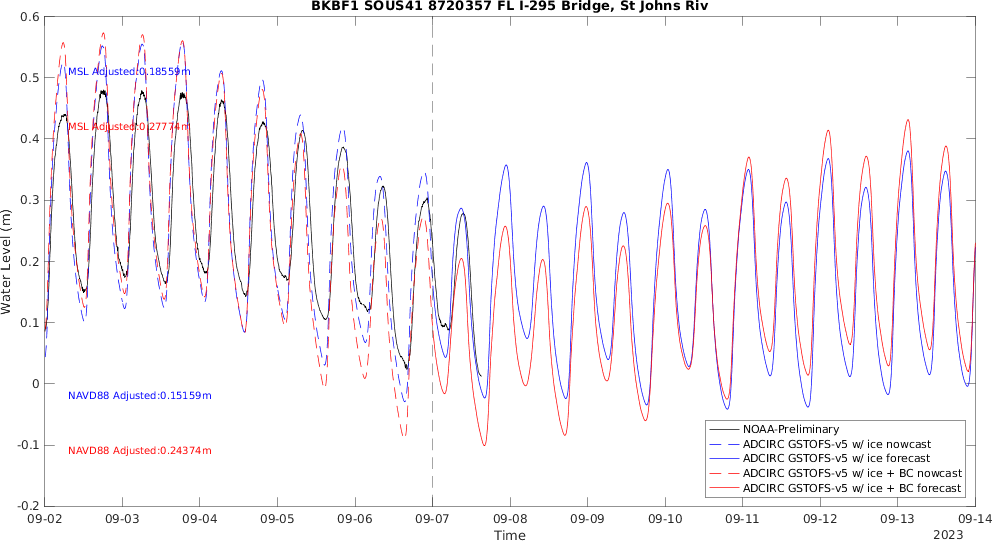 BKBF1 SOUS41 8720357 FL I-295 Bridge, St Johns Riv
0.6
0.5
0.4
0.3
0.2
0.1
0
-0.1
-0.2
Water Level (m)
MSL Adjusted:0.18559m
MSL Adjusted:0.27774m
NAVD88 Adjusted:0.15159m
NAVD88 Adjusted:0.24374m
NOAA-Preliminary
ADCIRC GSTOFS-v5 w/ ice nowcast
ADCIRC GSTOFS-v5 w/ ice forecast
ADCIRC GSTOFS-v5 w/ ice + BC nowcast
ADCIRC GSTOFS-v5 w/ ice + BC forecast
09-02 09-03 09-04 09-05 09-06 09-07 09-08 09-09 09-10 09-11 09-12 09-13 09-14
Time
2023